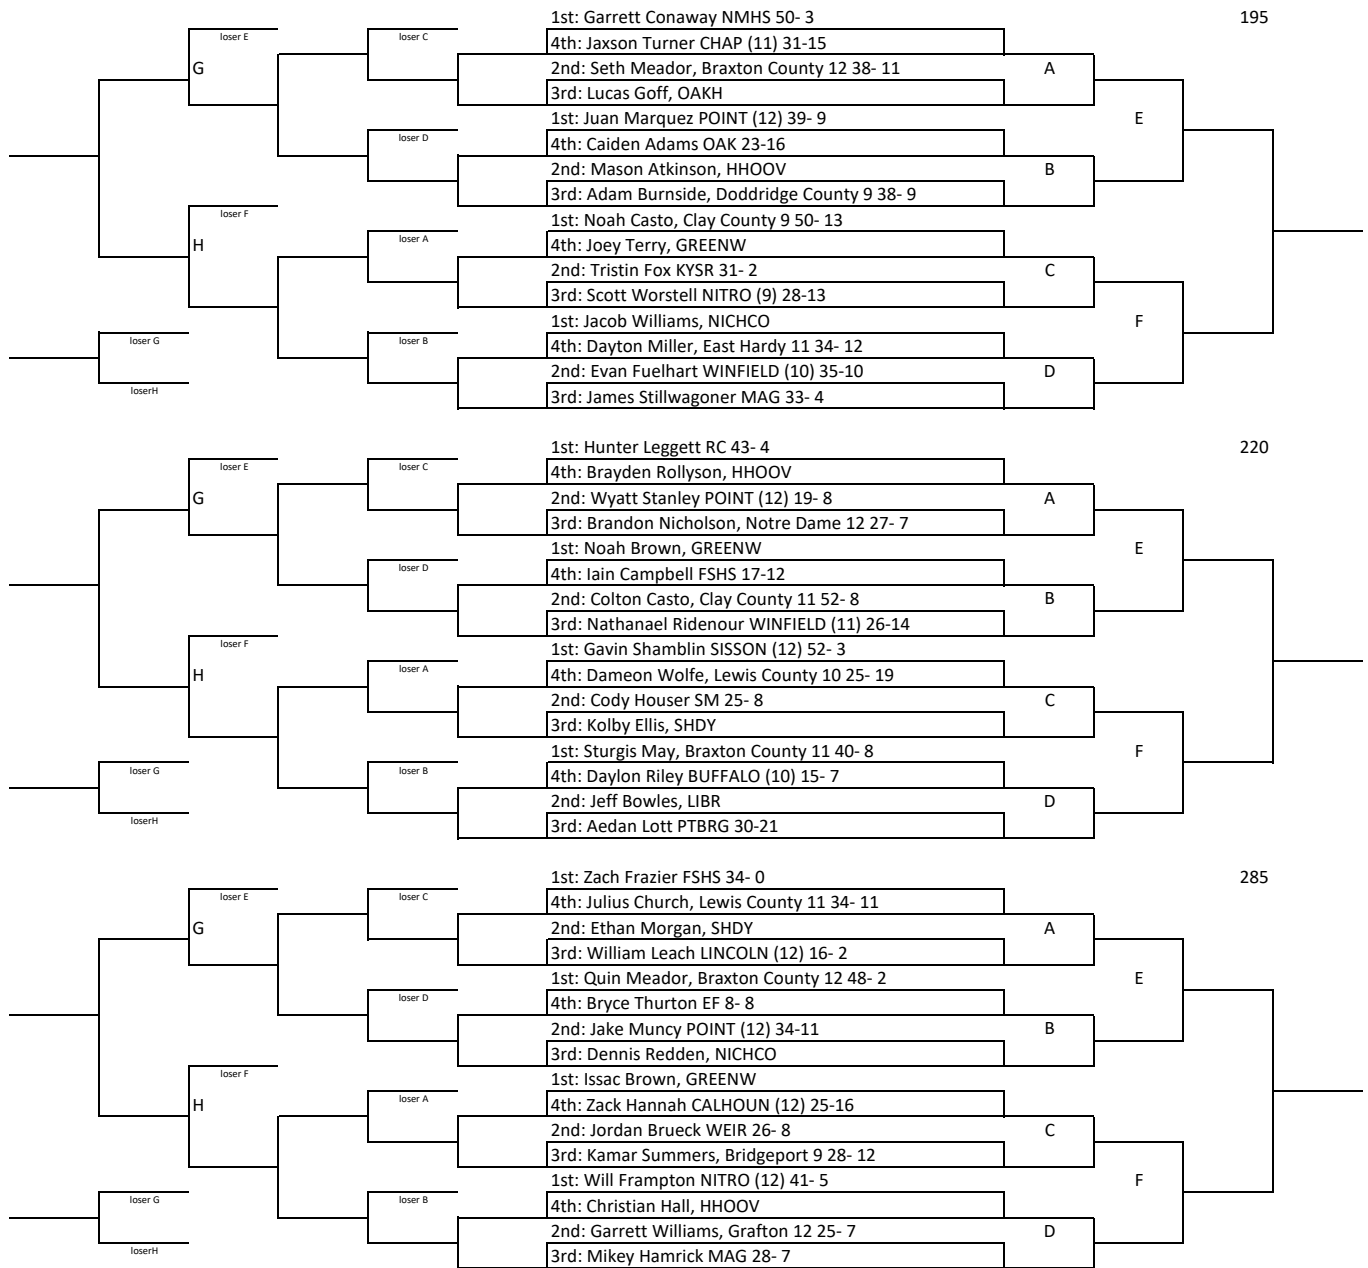 1st: Garrett Conaway NMHS 50- 3
195
loser E
loser C
4th: Jaxson Turner CHAP (11) 31-15
G
2nd: Seth Meador, Braxton County 12 38- 11
A
3rd: Lucas Goff, OAKH
1st: Juan Marquez POINT (12) 39- 9
E
loser D
4th: Caiden Adams OAK 23-16
2nd: Mason Atkinson, HHOOV
B
3rd: Adam Burnside, Doddridge County 9 38- 9
loser F
1st: Noah Casto, Clay County 9 50- 13
H
loser A
4th: Joey Terry, GREENW
2nd: Tristin Fox KYSR 31- 2
C
3rd: Scott Worstell NITRO (9) 28-13
1st: Jacob Williams, NICHCO
F
loser G
loser B
4th: Dayton Miller, East Hardy 11 34- 12
2nd: Evan Fuelhart WINFIELD (10) 35-10
D
loserH
3rd: James Stillwagoner MAG 33- 4
1st: Hunter Leggett RC 43- 4
220
loser E
loser C
4th: Brayden Rollyson, HHOOV
G
2nd: Wyatt Stanley POINT (12) 19- 8
A
3rd: Brandon Nicholson, Notre Dame 12 27- 7
1st: Noah Brown, GREENW
E
loser D
4th: Iain Campbell FSHS 17-12
2nd: Colton Casto, Clay County 11 52- 8
B
3rd: Nathanael Ridenour WINFIELD (11) 26-14
loser F
1st: Gavin Shamblin SISSON (12) 52- 3
H
loser A
4th: Dameon Wolfe, Lewis County 10 25- 19
2nd: Cody Houser SM 25- 8
C
3rd: Kolby Ellis, SHDY
1st: Sturgis May, Braxton County 11 40- 8
F
loser G
loser B
4th: Daylon Riley BUFFALO (10) 15- 7
2nd: Jeff Bowles, LIBR
D
loserH
3rd: Aedan Lott PTBRG 30-21
1st: Zach Frazier FSHS 34- 0
285
loser E
loser C
4th: Julius Church, Lewis County 11 34- 11
G
2nd: Ethan Morgan, SHDY
A
3rd: William Leach LINCOLN (12) 16- 2
1st: Quin Meador, Braxton County 12 48- 2
E
loser D
4th: Bryce Thurton EF 8- 8
2nd: Jake Muncy POINT (12) 34-11
B
3rd: Dennis Redden, NICHCO
loser F
1st: Issac Brown, GREENW
H
loser A
4th: Zack Hannah CALHOUN (12) 25-16
2nd: Jordan Brueck WEIR 26- 8
C
3rd: Kamar Summers, Bridgeport 9 28- 12
1st: Will Frampton NITRO (12) 41- 5
F
loser G
loser B
4th: Christian Hall, HHOOV
2nd: Garrett Williams, Grafton 12 25- 7
D
loserH
3rd: Mikey Hamrick MAG 28- 7